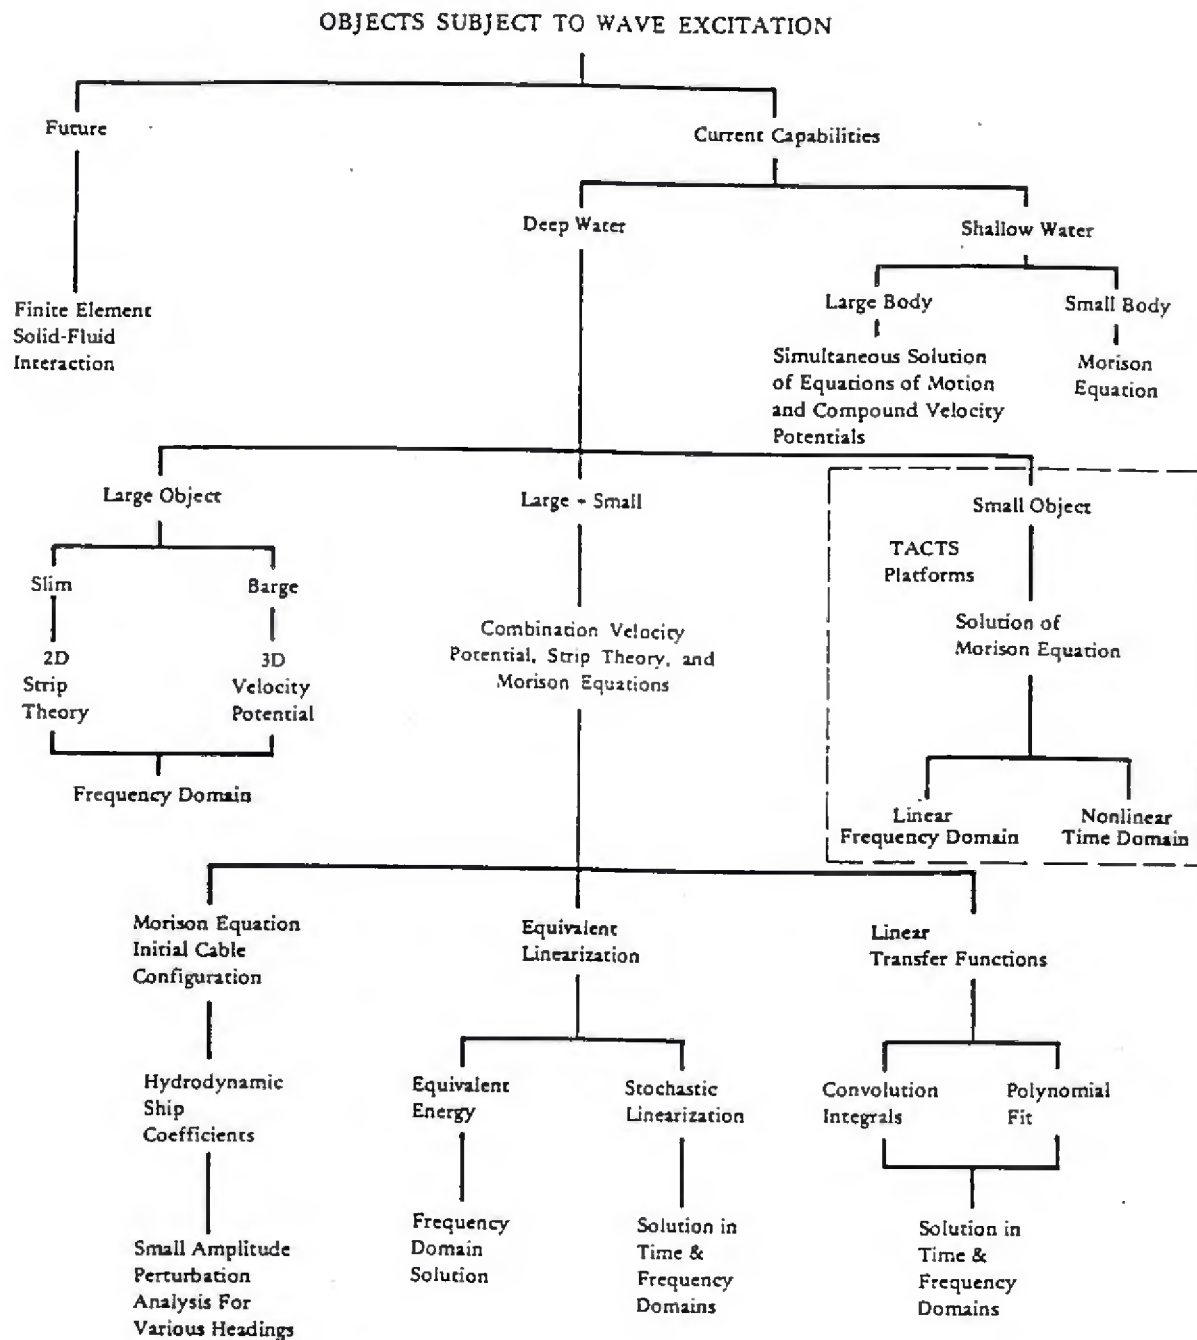 OBJECTS SUBJECT TO WAVE EXCITATION
Future
Current Capabilities
Deep Water
Shallow Water
Finite Element
Solid-Fluid
Interaction
Large Body
Small Body
Simultaneous Solution
of Equations of Motion
and Compound Velocity
Potentials
Morison
Equation
Large Object
Large - Small
Small Object
TACTS
Platforms
Slim
Barge
2D
Strip
Theory
3D
Velocity
Potential
Frequency Domain
Combination Velocity
Potential, Strip Theory, and
Morison Equations
Solution of
Morison Equation
Linear
Frequency Domain
Nonlinear
Time Domain
Morison Equation
Initial Cable
Configuration
Equivalent
Linearization
Linear
Transfer Functions
Hydrodynamic
Ship
Coefficients
Equivalent
Energy
Stochastic
Linearization
Convolution
Integrals
Polynomial
Fit
Small Amplitude
Perturbation
Analysis For
Various Headings
Frequency
Domain
Solution
Solution in
Time &
Frequency
Domains
Solution in
Time &
Frequency
Domains